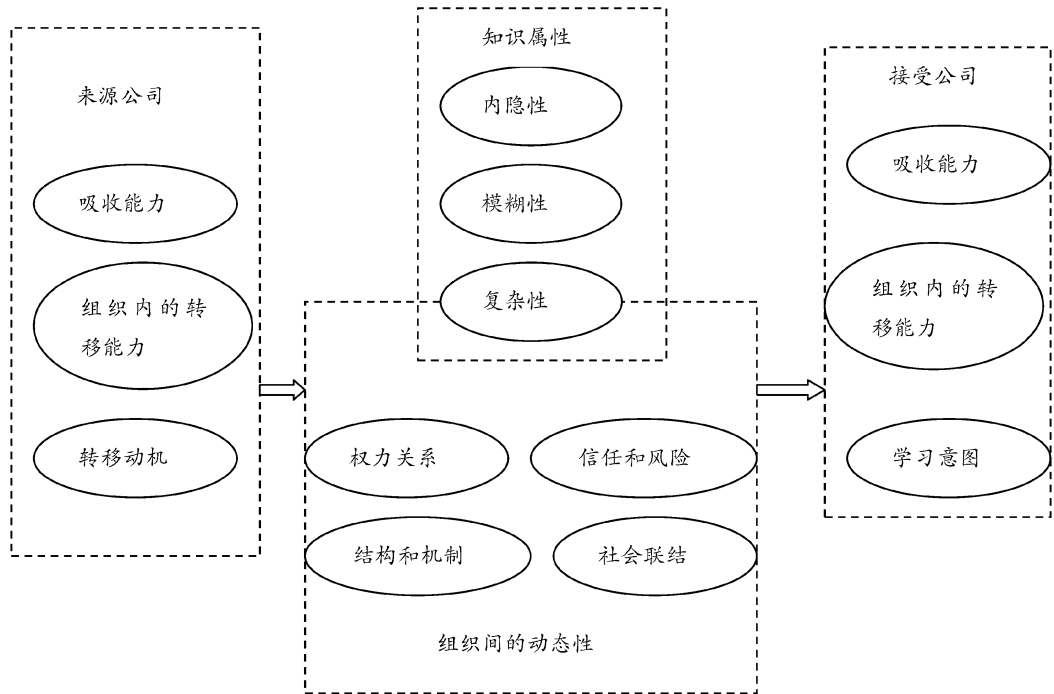 来源公司
吸收能力
组织内的转
移能力
转移动机
知识属性
内隐性
模糊性
复杂性
权力关系
信任和风险
结构和机制
社会联结
组织间的动态性
接受公司
吸收能力
组织内的转
移能力
学习意图